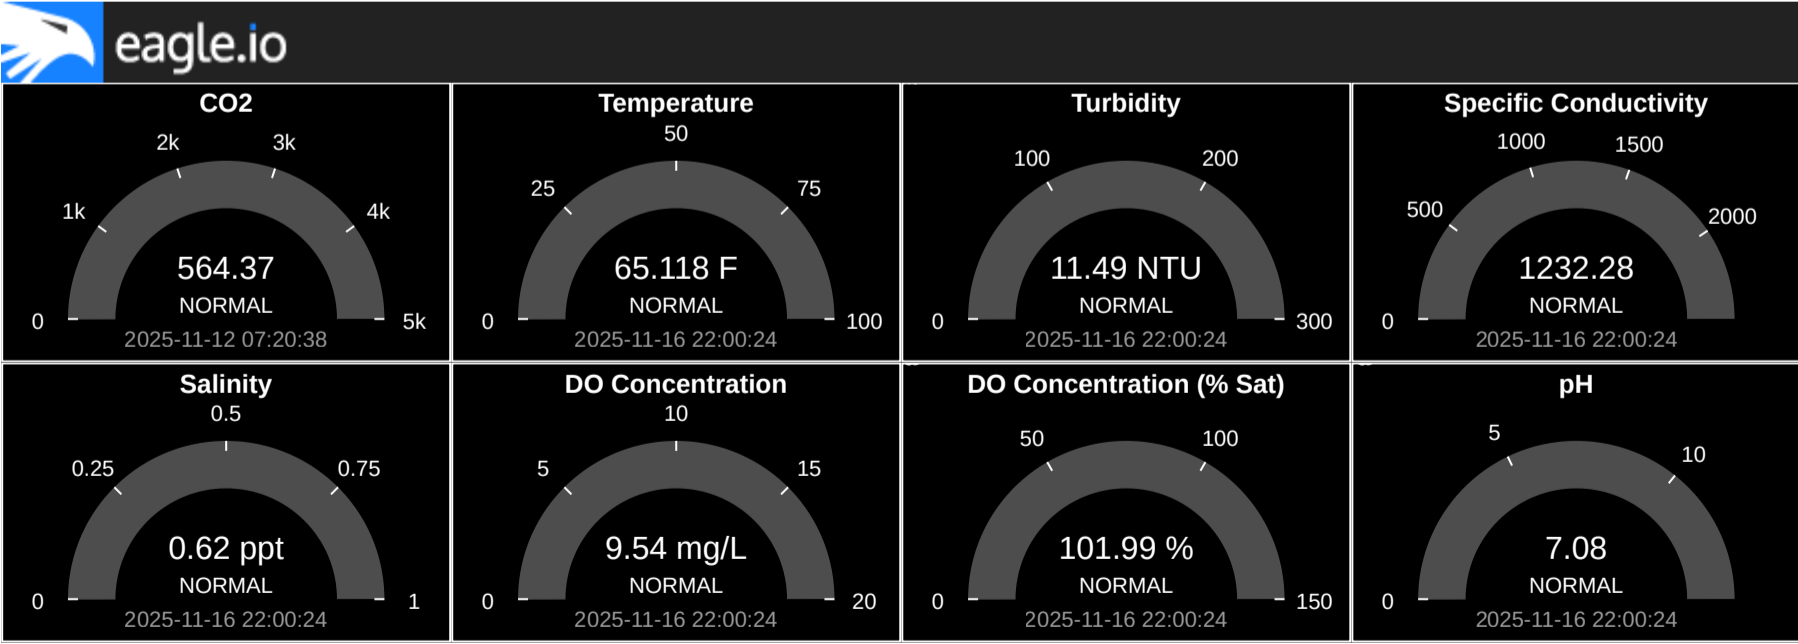 eagle.io
CO2
2k
3k
1k
4k
564.37
NORMAL
0
5k
2025-11-12 07:20:38
Temperature
50
25
75
65.118 F
NORMAL
0
100
2025-11-16 22:00:24
Turbidity
100
200
11.49 NTU
NORMAL
0
300
2025-11-16 22:00:24
Specific Conductivity
1000
1500
500
2000
1232.28
NORMAL
0
2025-11-16 22:00:24
Salinity
0.5
0.25
0.75
0.62 ppt
NORMAL
0
1
2025-11-16 22:00:24
DO Concentration
10
5
15
9.54 mg/L
NORMAL
0
20
2025-11-16 22:00:24
DO Concentration (% Sat)
50
100
101.99 %
NORMAL
0
150
2025-11-16 22:00:24
pH
5
10
7.08
NORMAL
0
2025-11-16 22:00:24